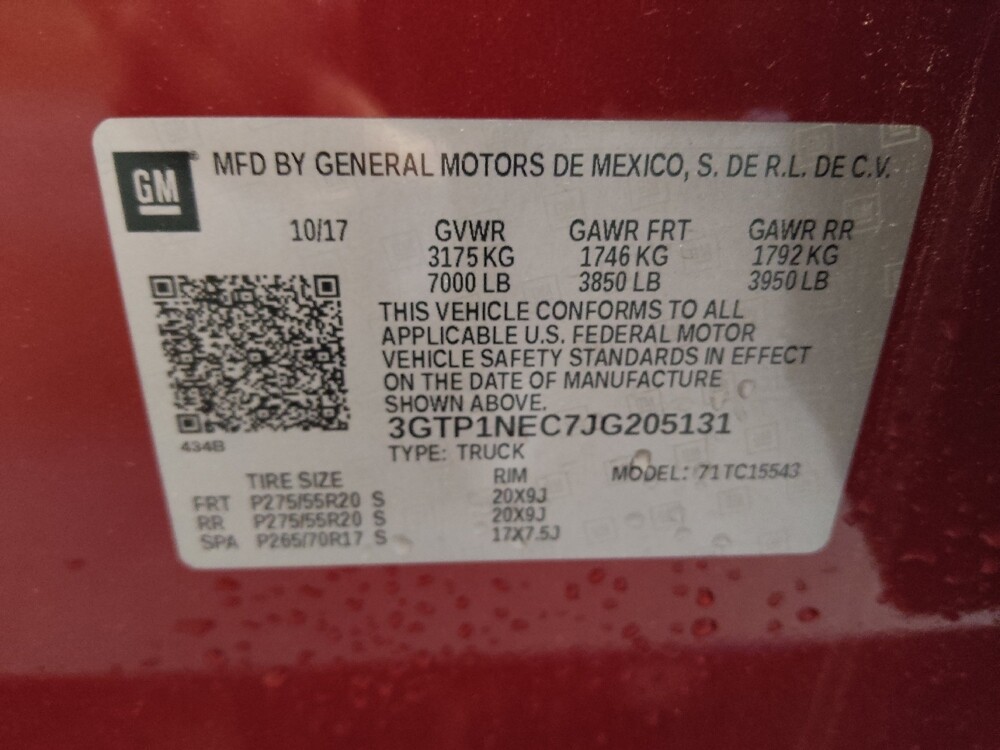 GM
® MFD BY GENERAL MOTORS DE MEXICO, S. DE R.L. DE C.V.
10/17 GVWR GAWR FRT GAWR RR
3175 KG 1746 KG 1792 KG
7000 LB 3850 LB 3950 LB
THIS VEHICLE CONFORMS TO ALL
APPLICABLE U.S. FEDERAL MOTOR
VEHICLE SAFETY STANDARDS IN EFFECT
ON THE DATE OF MANUFACTURE
SHOWN ABOVE.
3GTP1NEC7JG205131
434B
TYPE: TRUCK MODEL: 71TC15543
TIRE SIZE RIM
FRT P275/55R20 S 20X9J
RR P275/55R20 S 20X9J
SPA P265/70R17 S 17X7.5J